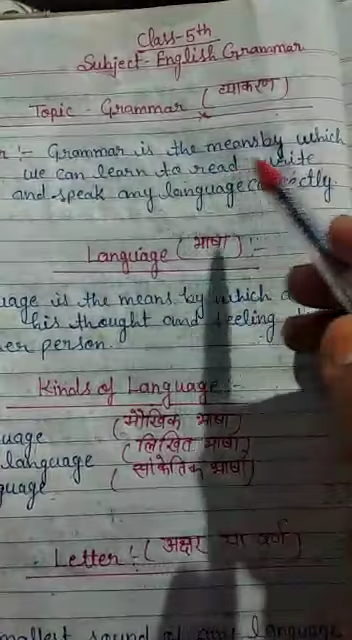 Class-5th
Subject-English Grammar
Topic - Grammar (व्याकरण)
:- Grammar is the means by which
we can learn to read
and speak any language
Language (भाषा) :-
is the means by which
his thought and feeling
person.
Kinds of Language :-
(मौखिक भाषा)
language (लिखित भाषा)
(सांकेतिक भाषा)
Letter :- (अक्षर या वर्ण)
sound of any language